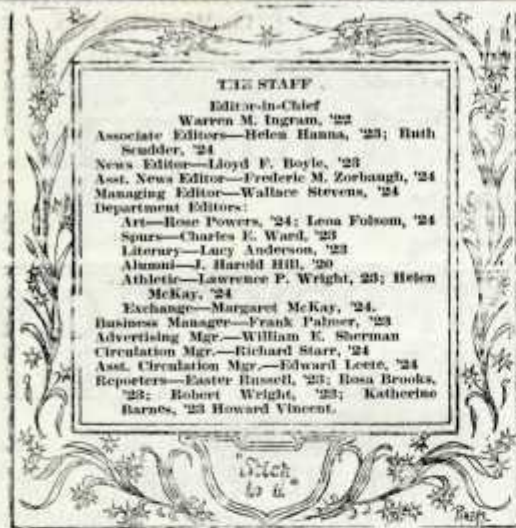 THE STAFF
Editor-in-Chief
Warren M. Ingram, '22
Associate Editors—Helen Hanna, '23; Ruth
Scudder, '24
News Editor—Lloyd F. Boyle, '23
Asst. News Editor—Frederic M. Zorbaugh, '24
Managing Editor—Wallace Stevens, '24
Department Editors:
Art—Rose Powers, '24; Leoa Folsom, '24
Spurs—Charles E. Ward, '23
Literary—Lucy Anderson, '23
Alumni—J. Harold Hill, '20
Athletic—Lawrence P. Wright, 23; Helen
McKay, '24
Exchange—Margaret McKay, '24.
Business Manager—Frank Palmer, '23
Advertising Mgr.—William E. Sherman
Circulation Mgr.—Richard Starr, '24
Asst. Circulation Mgr.—Edward Leete, '24
Reporters—Easter Russell, '23; Rosa Brooks,
'23; Robert Wright, '23; Katherine
Barnes, '23 Howard Vincent.
"Stick
to it"